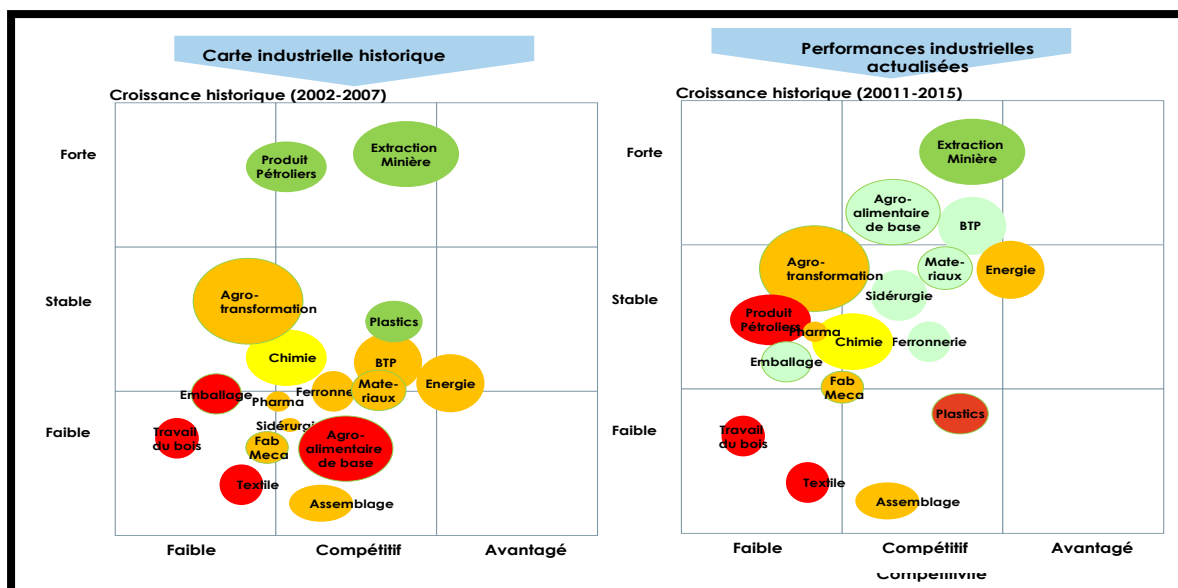 Carte industrielle historique
Croissance historique (2002-2007)
Forte
Produit
Pétroliers
Extraction
Minière
Stable
Agro-
transformation
Plastics
Chimie
BTP
Energie
Emballage
Pharma
Ferronne
Mate-
riaux
Faible
Travail
du bois
Sidérurgie
Fab
Meca
Agro-
alimentaire
de base
Textile
Assemblage
Faible
Compétitif
Avantagé
Performances industrielles
actualisées
Croissance historique (20011-2015)
Forte
Extraction
Minière
Agro-
alimentaire
de base
BTP
Stable
Agro-
transformation
Mate-
riaux
Energie
Sidérurgie
Produit
Pétroliers
Pharma
Chimie
Ferronnerie
Emballage
Fab
Meca
Faible
Plastics
Travail
du bois
Textile
Assemblage
Faible
Compétitif
Avantagé
Compétitivité